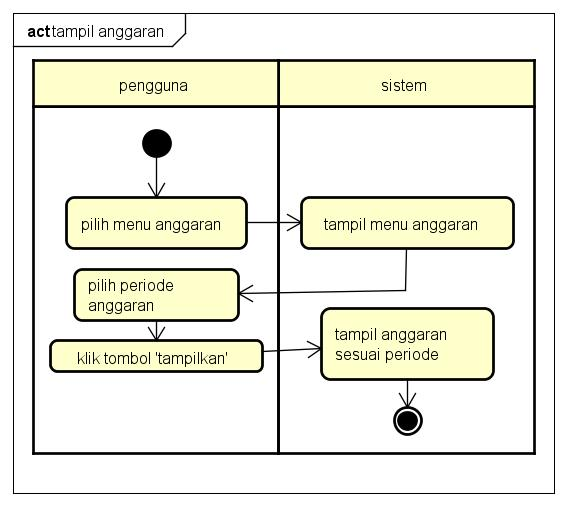 act tampil anggaran
pengguna
sistem
pilih menu anggaran
tampil menu anggaran
pilih periode
anggaran
klik tombol 'tampilkan'
tampil anggaran
sesuai periode